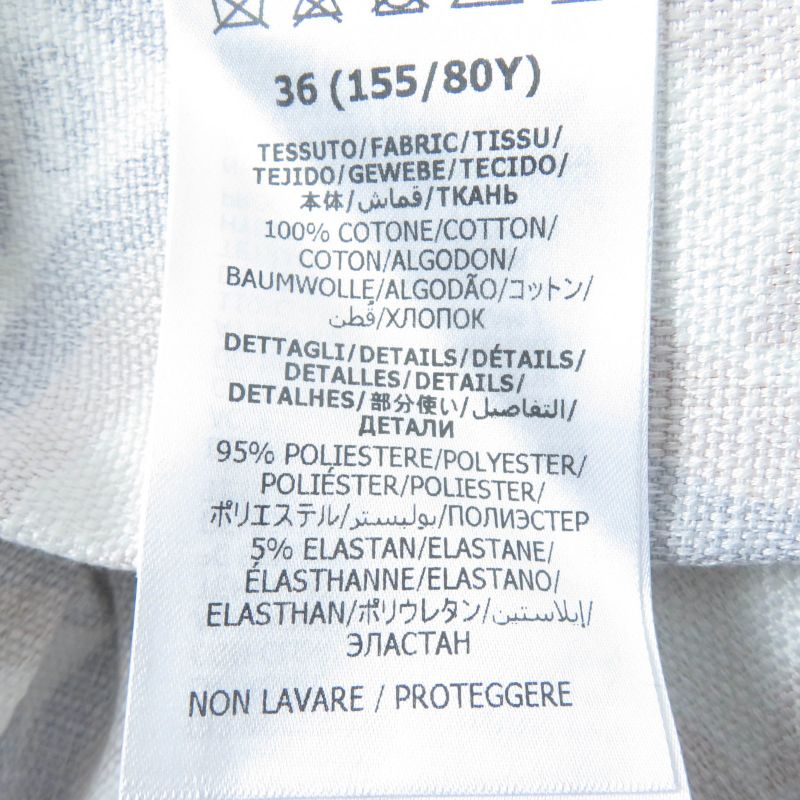 36 (155/80Y)
TESSUTO/FABRIC/TISSU/
TEJIDO/GEWEBE/TECIDO/
本体/قماش/ТКАНЬ
100% COTONE/COTTON/
COTON/ALGODON/
BAUMWOLLE/ALGODÃO/コットン/
قُطن/ХЛОПОК
DETTAGLI/DETAILS/DÉTAILS/
DETALLES/DETAILS/
DETALHES/部分使い/التفاصيل/
ДЕТАЛИ
95% POLIESTERE/POLYESTER/
POLIÉSTER/POLIESTER/
ポリエステル/بوليستر/ПОЛИЭСТЕР
5% ELASTAN/ELASTANE/
ÉLASTHANNE/ELASTANO/
ELASTHAN/ポリウレタン/إيلاستين/
ЭЛАСТАН
NON LAVARE / PROTEGGERE